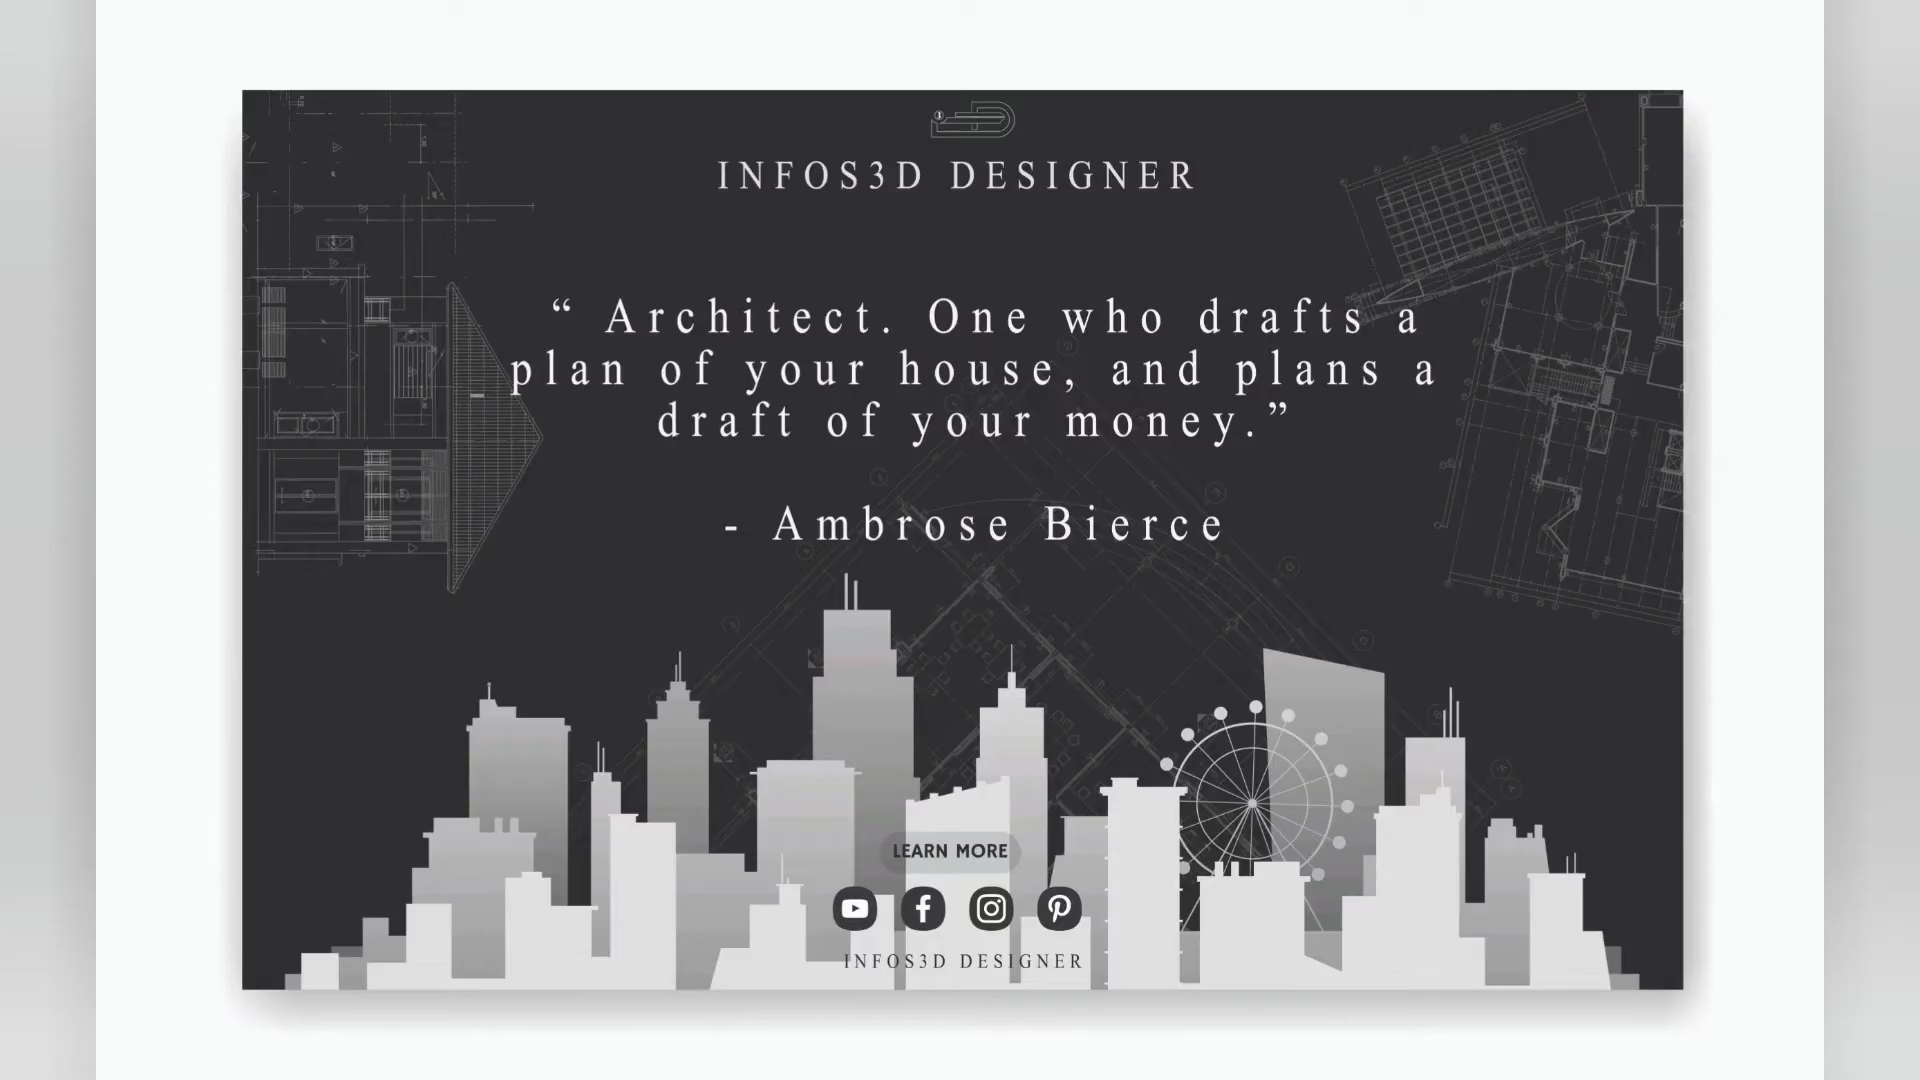 INFOS3D DESIGNER
“ Architect. One who drafts a
plan of your house, and plans a
draft of your money.”
- Ambrose Bierce
LEARN MORE
INFOS3D DESIGNER